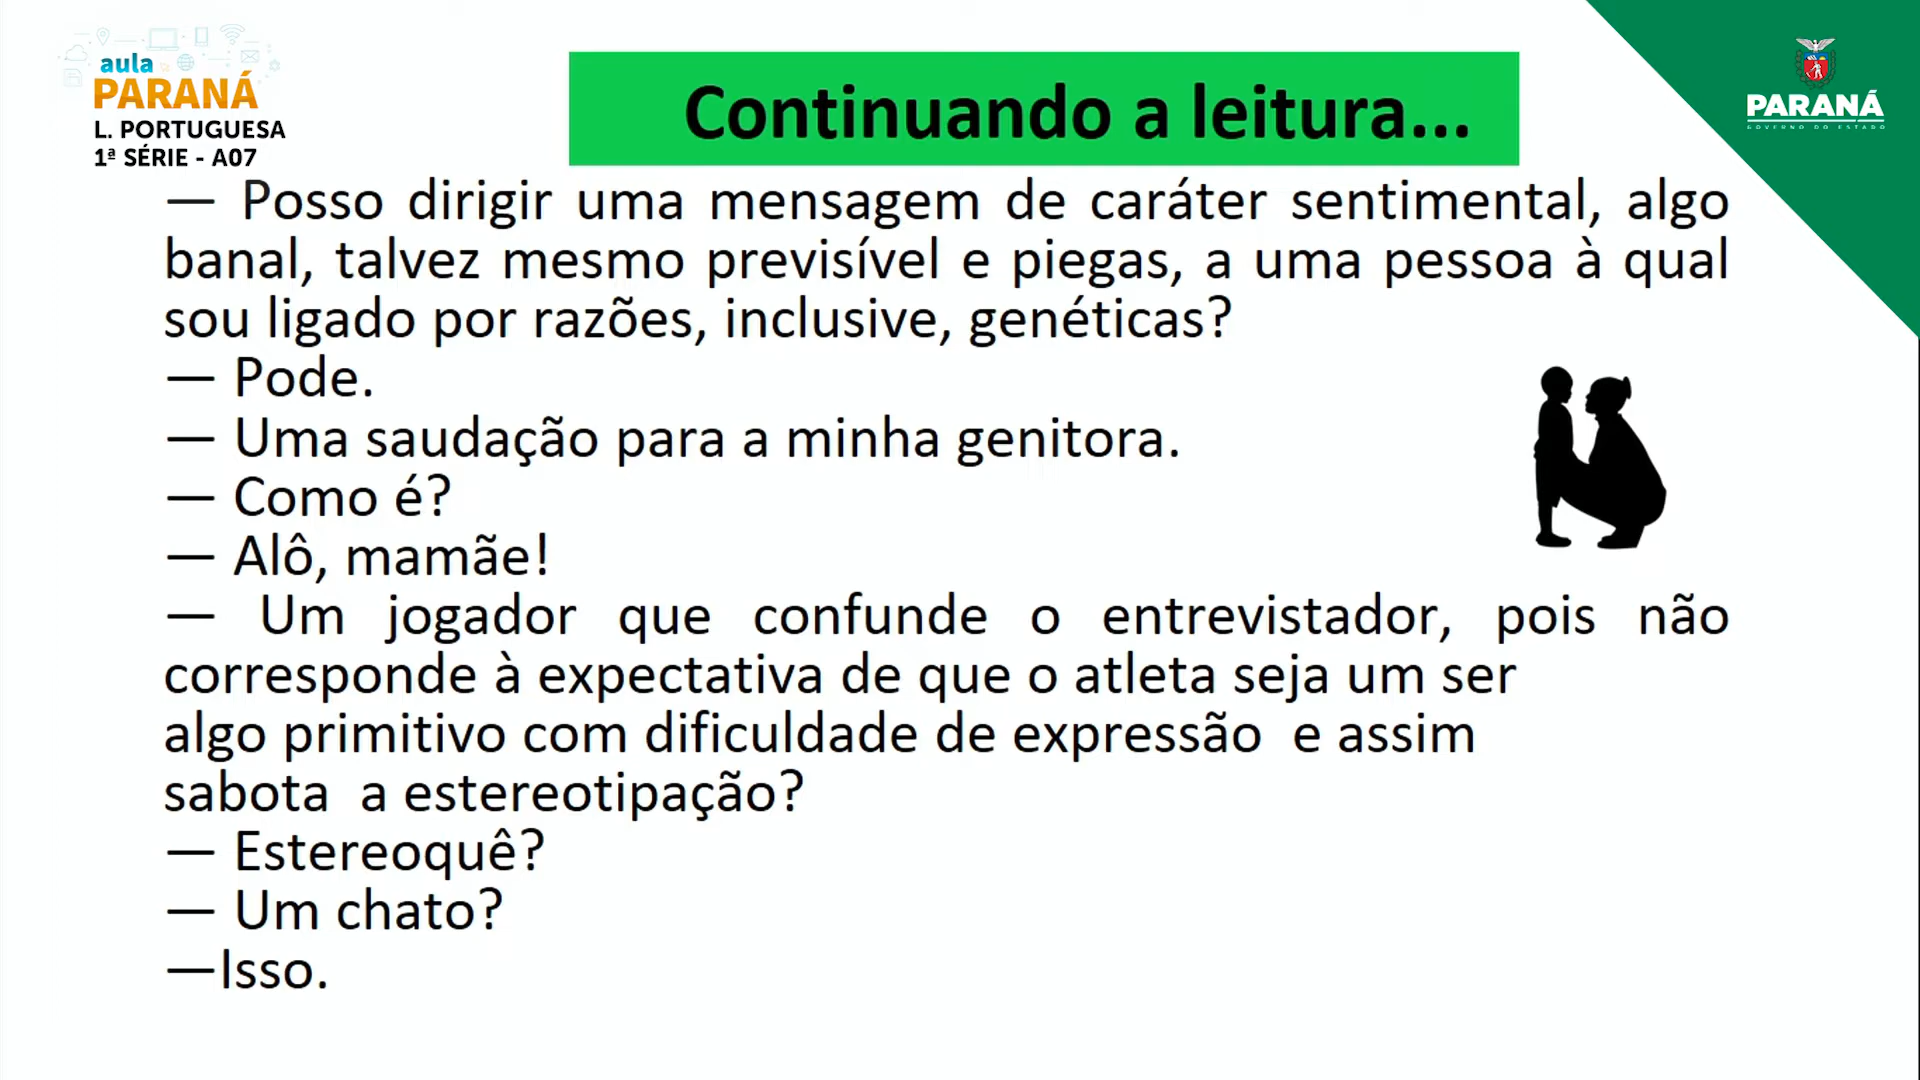 aula
PARANÁ
L. PORTUGUESA
1ª SÉRIE - A07
Continuando a leitura...
PARANÁ
GOVERNO DO ESTADO
— Posso dirigir uma mensagem de caráter sentimental, algo
banal, talvez mesmo previsível e piegas, a uma pessoa à qual
sou ligado por razões, inclusive, genéticas?
— Pode.
— Uma saudação para a minha genitora.
— Como é?
— Alô, mamãe!
— Um jogador que confunde o entrevistador, pois não
corresponde à expectativa de que o atleta seja um ser
algo primitivo com dificuldade de expressão  e assim
sabota  a estereotipação?
— Estereoquê?
— Um chato?
—Isso.